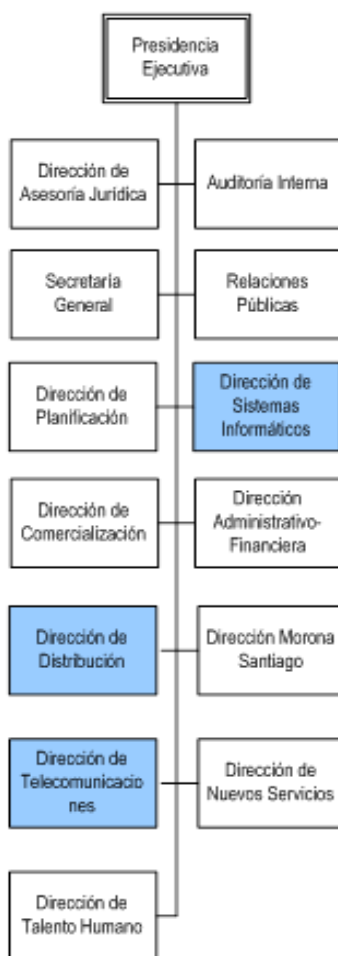 Presidencia
Ejecutiva
Dirección de
Asesoría Jurídica
Auditoría Interna
Secretaría
General
Relaciones
Públicas
Dirección de
Planificación
Dirección de
Sistemas
Informáticos
Dirección de
Comercialización
Dirección
Administrativo-
Financiera
Dirección de
Distribución
Dirección Morona
Santiago
Dirección de
Telecomunicacio
nes
Dirección de
Nuevos Servicios
Dirección de
Talento Humano